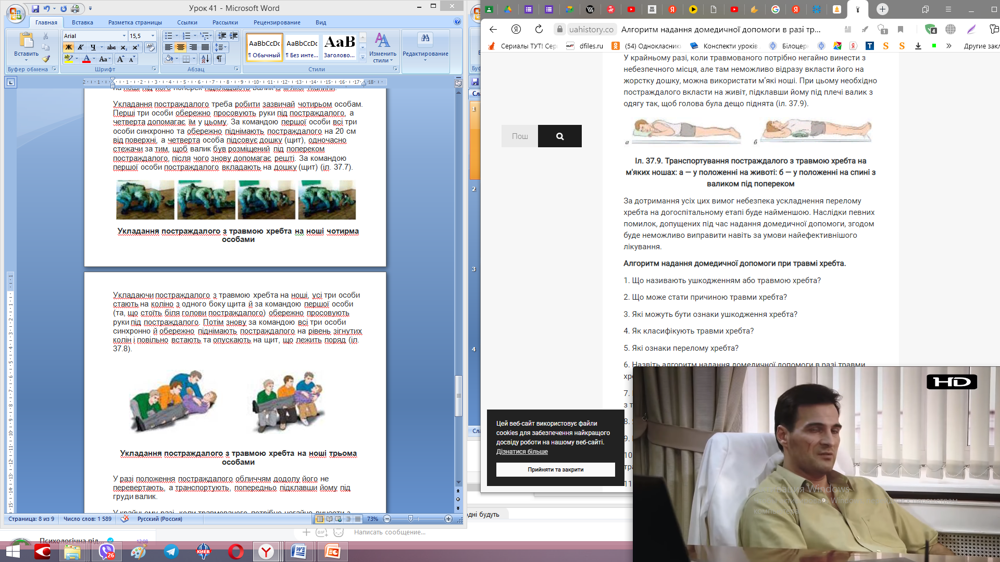 Урок 41 - Microsoft Word
Главная
Вставка
Разметка страницы
Ссылки
Рассылки
Рецензирование
Вид
Вставить
Буфер обмена
Arial
15,5
Шрифт
Абзац
AaBbCcDc
¶ Обычный
AaBbCcDc
¶ Без инте...
AaB
Заголово...
Изменить стили
Стили
Редактирование
Укладання постраждалого треба робити зазвичай чотирьом особам.
Перші три особи обережно просовують руки під постраждалого, а
четверта допомагає їм у цьому. За командою першої особи всі три
особи синхронно та обережно піднімають постраждалого на 20 см
від поверхні, а четверта особа підсовує дошку (щит), одночасно
стежачи за тим, щоб валик був розміщений під попереком
постраждалого, після чого знову допомагає решті. За командою
першої особи постраждалого вкладають на дошку (щит) (іл. 37.7).
Укладання постраждалого з травмою хребта на ноші чотирма
особами
Укладаючи постраждалого з травмою хребта на ноші, усі три особи
стають на коліно з одного боку щита й за командою першої особи
(та, що стоїть біля голови постраждалого) обережно просовують
руки під постраждалого. Потім знову за командою всі три особи
синхронно й обережно піднімають постраждалого на рівень зігнутих
колін і повільно встають та опускають на щит, що лежить поряд (іл.
37.8).
Укладання постраждалого з травмою хребта на ноші трьома
особами
У разі положення постраждалого обличчям додолу його не
перевертають, а транспортують, попередньо підклавши йому під
груди валик.
У крайньому разі, коли травмованого потрібно негайно винести з
Страница: 8 из 9
Число слов: 1 589
Русский (Россия)
73%
1
2
3
4
uahistory.co
Алгоритм надання домедичної допомоги в разі тр...
Сериалы ТУТ! Сер
dfiles.ru
(54) Одноклассник
Конспекти уроків
Білоцер
Другие закл
Пош
У крайньому разі, коли травмованого потрібно негайно винести з
небезпечного місця, але там неможливо відразу вкласти його на
жорстку дошку, можна використати м’які ноші. При цьому необхідно
постраждалого вкласти на живіт, підклавши йому під плечі валик з
одягу так, щоб голова була дещо піднята (іл. 37.9).
а
б
Іл. 37.9. Транспортування постраждалого з травмою хребта на
м'яких ношах: а — у положенні на животі: б — у положенні на спині з
валиком під попереком
За дотримання усіх цих вимог небезпека ускладнення перелому
хребта на догоспітальному етапі буде найменшою. Наслідки певних
помилок, допущених під час надання домедичної допомоги, згодом
буде неможливо виправити навіть за умови найефективнішого
лікування.
Алгоритм надання домедичної допомоги при травмі хребта.
1. Що називають ушкодженням або травмою хребта?
2. Що може стати причиною травми хребта?
3. Які можуть бути ознаки ушкодження хребта?
4. Як класифікують травми хребта?
5. Які ознаки перелому хребта?
6. Назвіть алгоритм надання домедичної допомоги в разі травми
7.
8.
9.
10
11
Цей веб-сайт використовує файли
cookies для забезпечення найкращого
досвіду роботи на нашому веб-сайті.
Дізнатися більше
Прийняти та закрити
HD
одні будуть
Написать сообщение...
GIF
Психологічна під...
12:08
26
КИЕВ